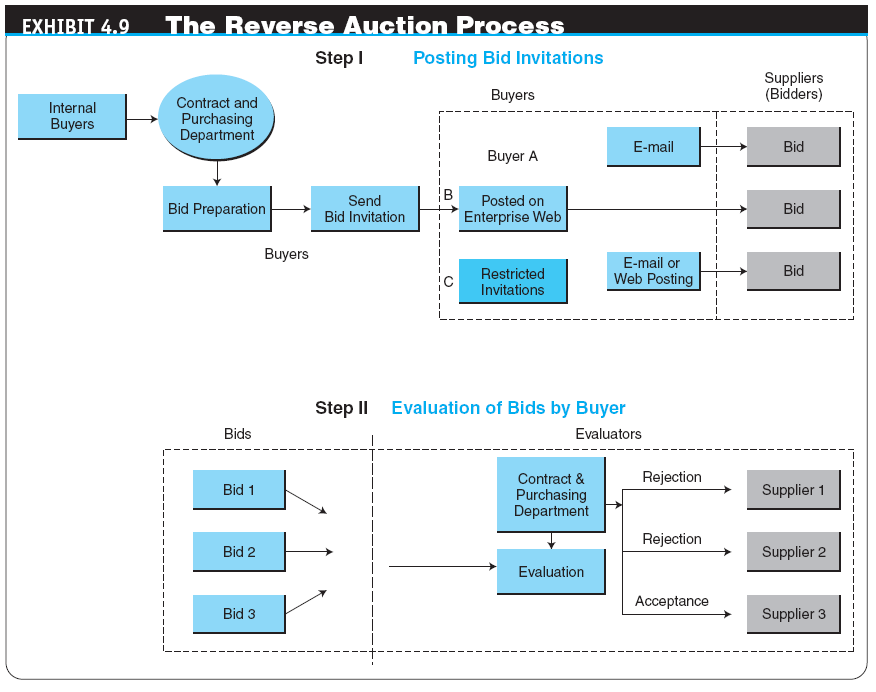 EXHIBIT 4.9 The Reverse Auction Process
Step I Posting Bid Invitations
Buyers
Suppliers
(Bidders)
Internal
Buyers
Contract and
Purchasing
Department
Buyer A
E-mail
Bid
Bid Preparation
Send
Bid Invitation
B
Posted on
Enterprise Web
Bid
Buyers
C
Restricted
Invitations
E-mail or
Web Posting
Bid
Step II Evaluation of Bids by Buyer
Bids
Evaluators
Bid 1
Bid 2
Bid 3
Contract &
Purchasing
Department
Evaluation
Rejection
Supplier 1
Rejection
Supplier 2
Acceptance
Supplier 3